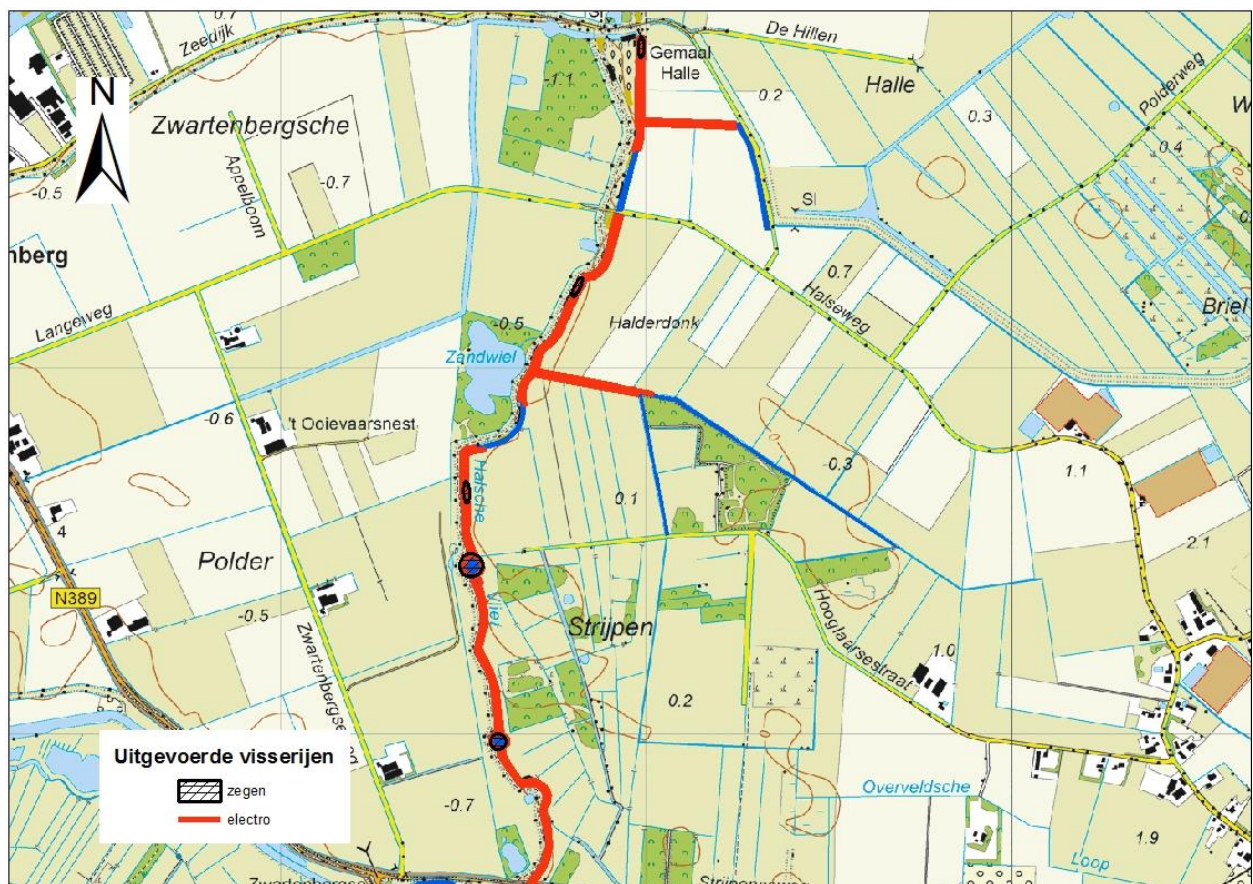 Zeedijk
Sl
De Hillen
Gemaal
Halle
Halle
Polderweg
N
-1.1
0.2
0.3
0.4
Zwartenbergsche
-0.5
Appelboom
-0.7
Sl
nberg
Langeweg
0.7
Halseweg
Briel
-0.5
Halderdonk
Zandwiel
-0.6
't Ooievaarsnest
-0.3
1.1
Halsche
0.1
4
Polder
2.1
N389
-0.5
Vliet
Strijpen
Hooglaarsestraat
1.0
0.2
Uitgevoerde visserijen
zegen
electro
-0.7
Overveldsche
1.9
Loop